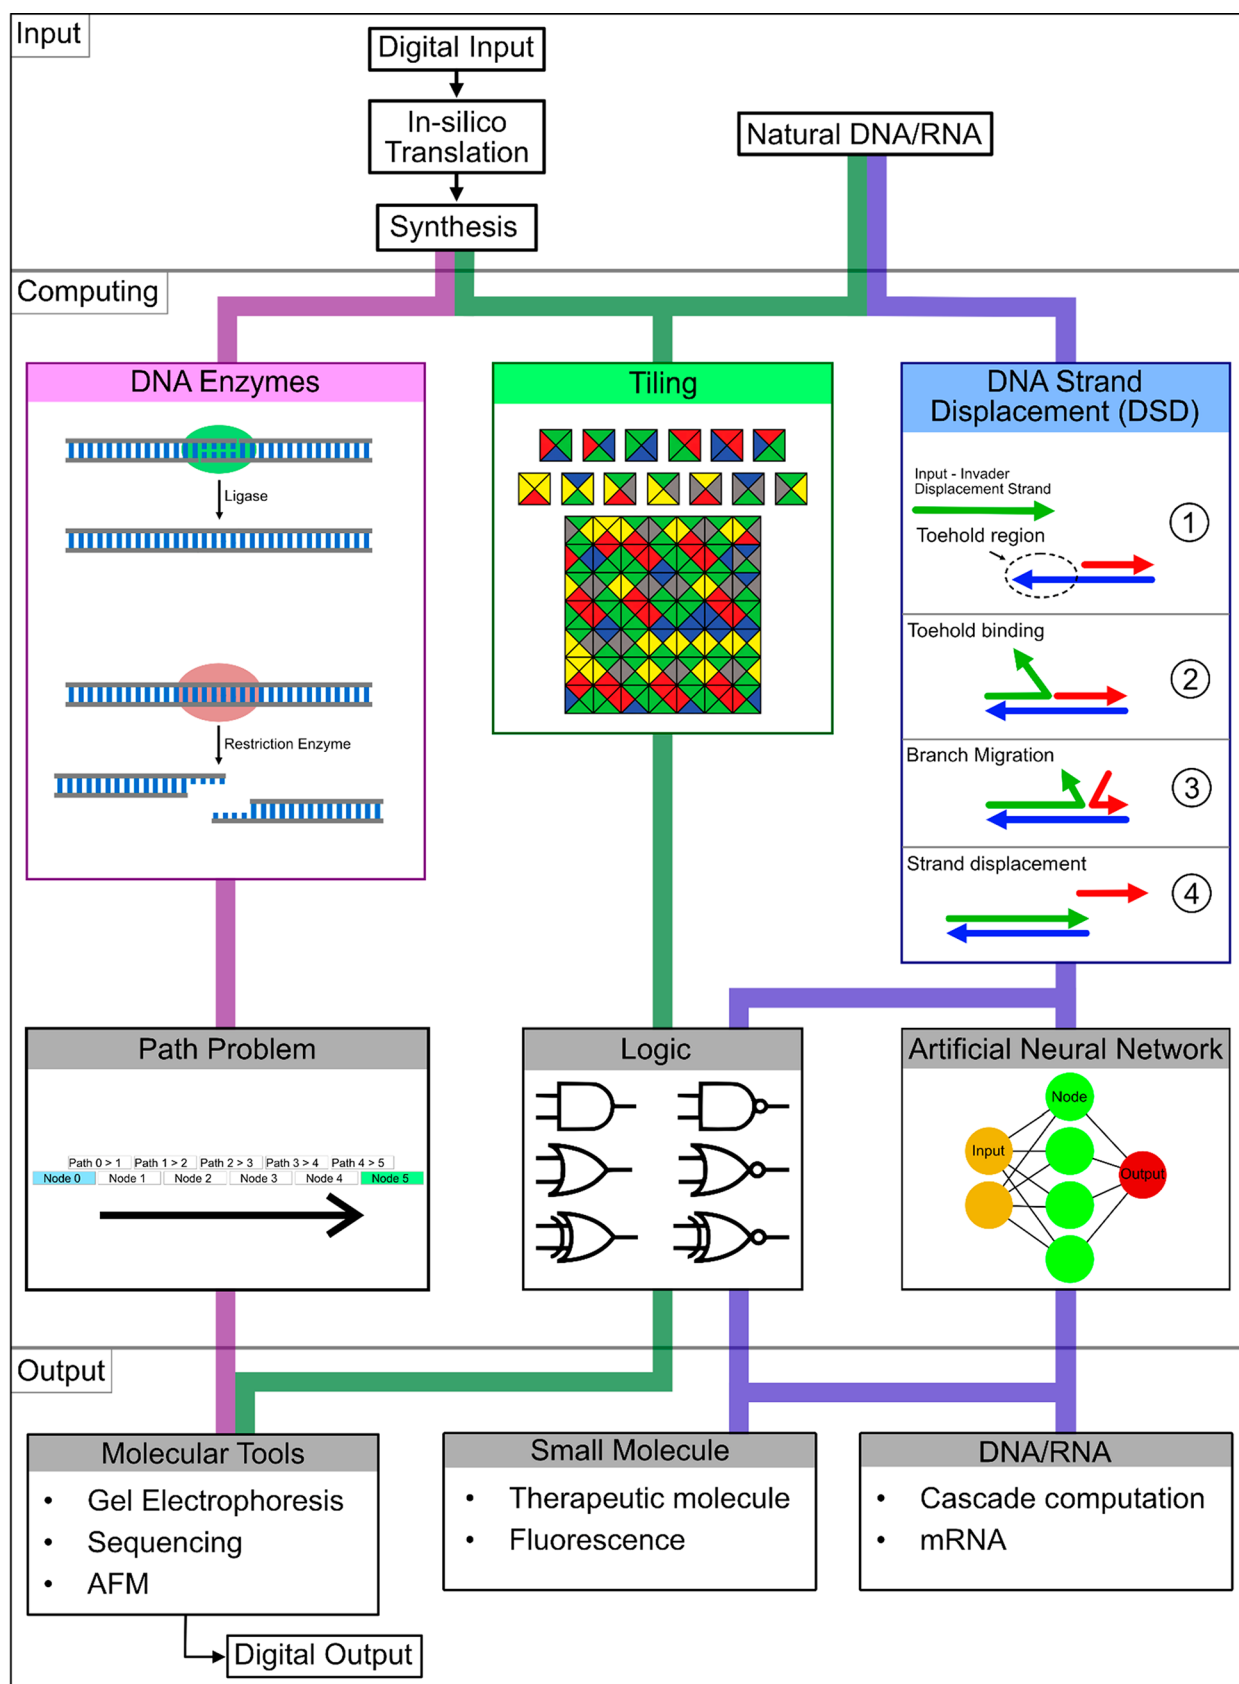 Input
Digital Input
In-silico
Translation
Natural DNA/RNA
Synthesis
Computing
DNA Enzymes
Ligase
Restriction Enzyme
Tiling
DNA Strand
Displacement (DSD)
Input - Invader
Displacement Strand
1
Toehold region
Toehold binding
2
Branch Migration
3
Strand displacement
4
Path Problem
Path 0 > 1 Path 1 > 2 Path 2 > 3 Path 3 > 4 Path 4 > 5
Node 0 Node 1 Node 2 Node 3 Node 4 Node 5
Logic
Artificial Neural Network
Node
Input
Output
Output
Molecular Tools
• Gel Electrophoresis
• Sequencing
• AFM
Digital Output
Small Molecule
• Therapeutic molecule
• Fluorescence
DNA/RNA
• Cascade computation
• mRNA